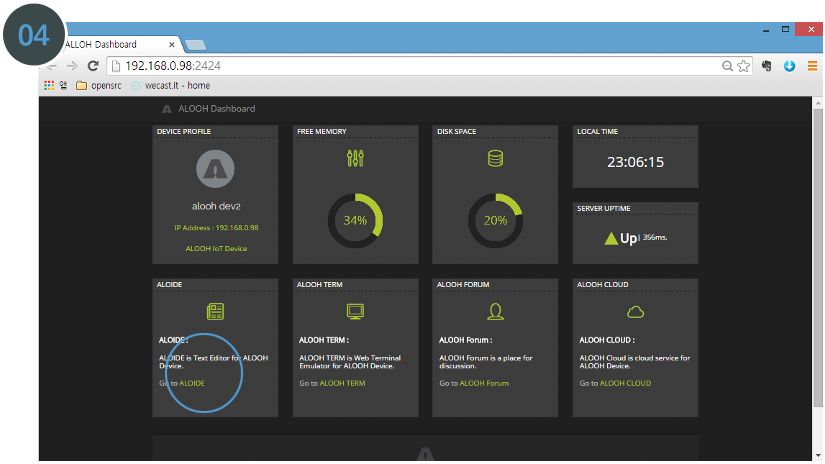 04
ALLOH Dashboard
192.168.0.98:2424
opensrc
wecast.it - home
ALOOH Dashboard
DEVICE PROFILE
FREE MEMORY
DISK SPACE
LOCAL TIME
23:06:15
alooh dev2
34%
20%
SERVER UPTIME
IP Address : 192.168.0.98
Up! 356ms.
ALOOH IoT Device
ALOIDE
ALOOH TERM
ALOOH FORUM
ALOOH CLOUD
ALOIDE :
ALOIDE is Text Editor for ALOOH
Device.
Go to ALOIDE
ALOOH TERM :
ALOOH TERM is Web Terminal
Emulator for ALOOH Device.
Go to ALOOH TERM
ALOOH Forum :
ALOOH Forum is a place for
discussion.
Go to ALOOH Forum
ALOOH CLOUD :
ALOOH Cloud is cloud service for
ALOOH Device.
Go to ALOOH CLOUD